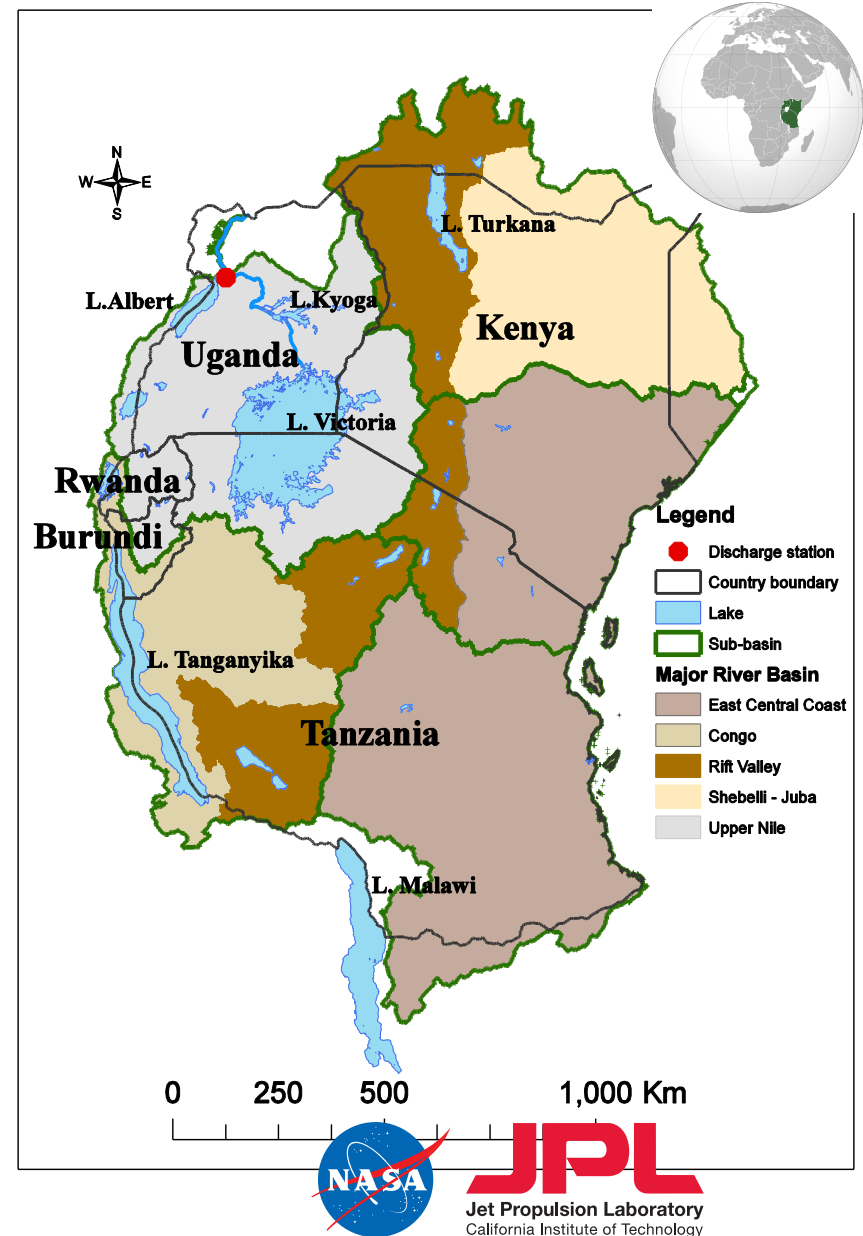 N
W E
S
L. Turkana
L.Albert
L.Kyoga
Kenya
Uganda
L. Victoria
Rwanda
Burundi
Legend
Discharge station
Country boundary
Lake
Sub-basin
L. Tanganyika
Major River Basin
East Central Coast
Tanzania
Congo
Rift Valley
Shebelli - Juba
Upper Nile
L. Malawi
0 250 500 1,000 Km
NASA
JPL
Jet Propulsion Laboratory
California Institute of Technology